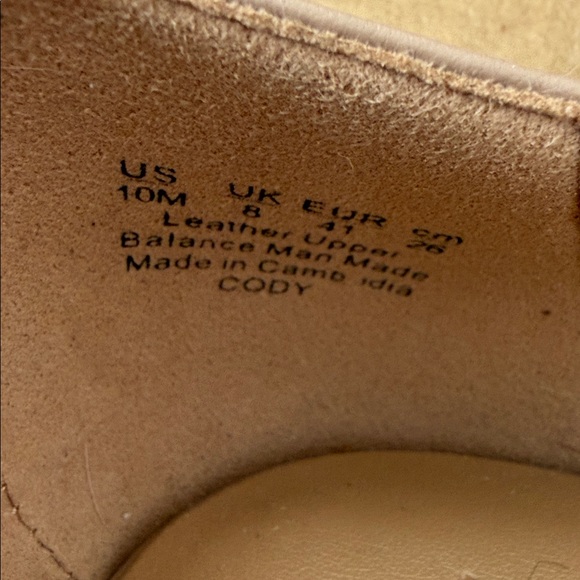 US UK EUR cm
10M 8 41 26
Leather Upper
Balance Man Made
Made in Cambodia
CODY